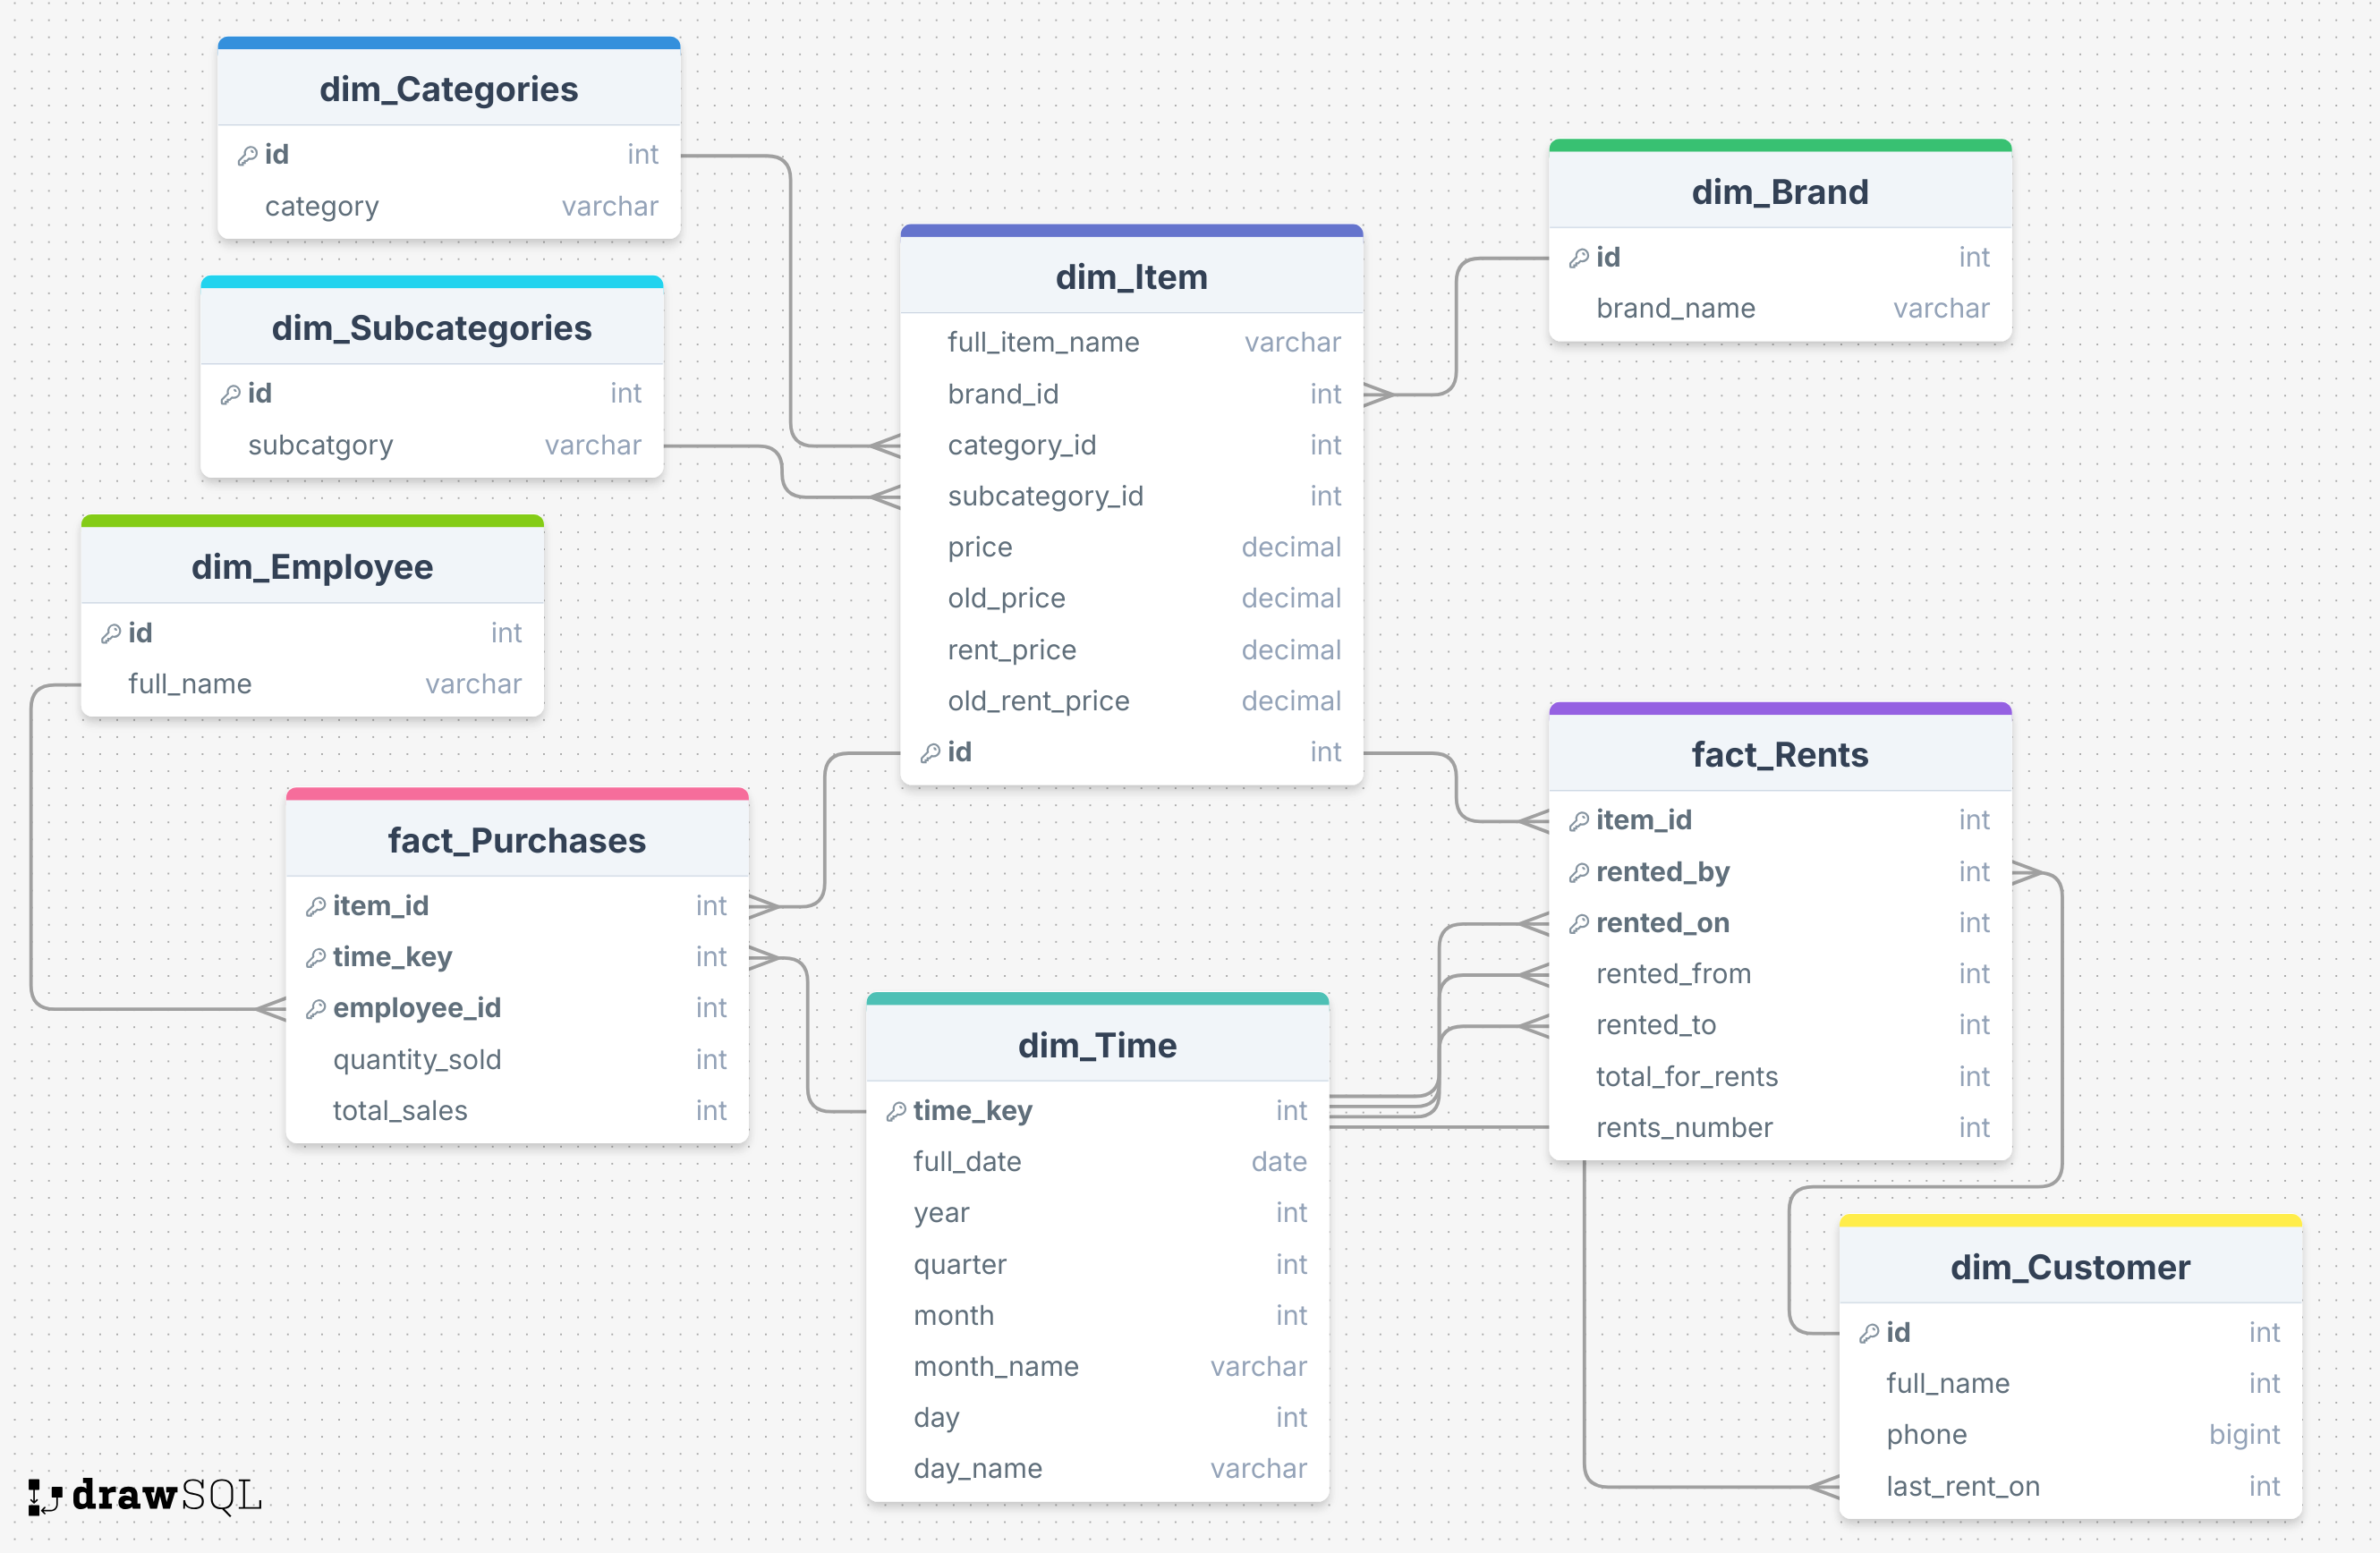 dim_Categories
id int
category varchar
dim_Subcategories
id int
subcatgory varchar
dim_Employee
id int
full_name varchar
fact_Purchases
item_id int
time_key int
employee_id int
quantity_sold int
total_sales int
dim_Item
full_item_name varchar
brand_id int
category_id int
subcategory_id int
price decimal
old_price decimal
rent_price decimal
old_rent_price decimal
id int
dim_Time
time_key int
full_date date
year int
quarter int
month int
month_name varchar
day int
day_name varchar
dim_Brand
id int
brand_name varchar
fact_Rents
item_id int
rented_by int
rented_on int
rented_from int
rented_to int
total_for_rents int
rents_number int
dim_Customer
id int
full_name int
phone bigint
last_rent_on int
drawSQL